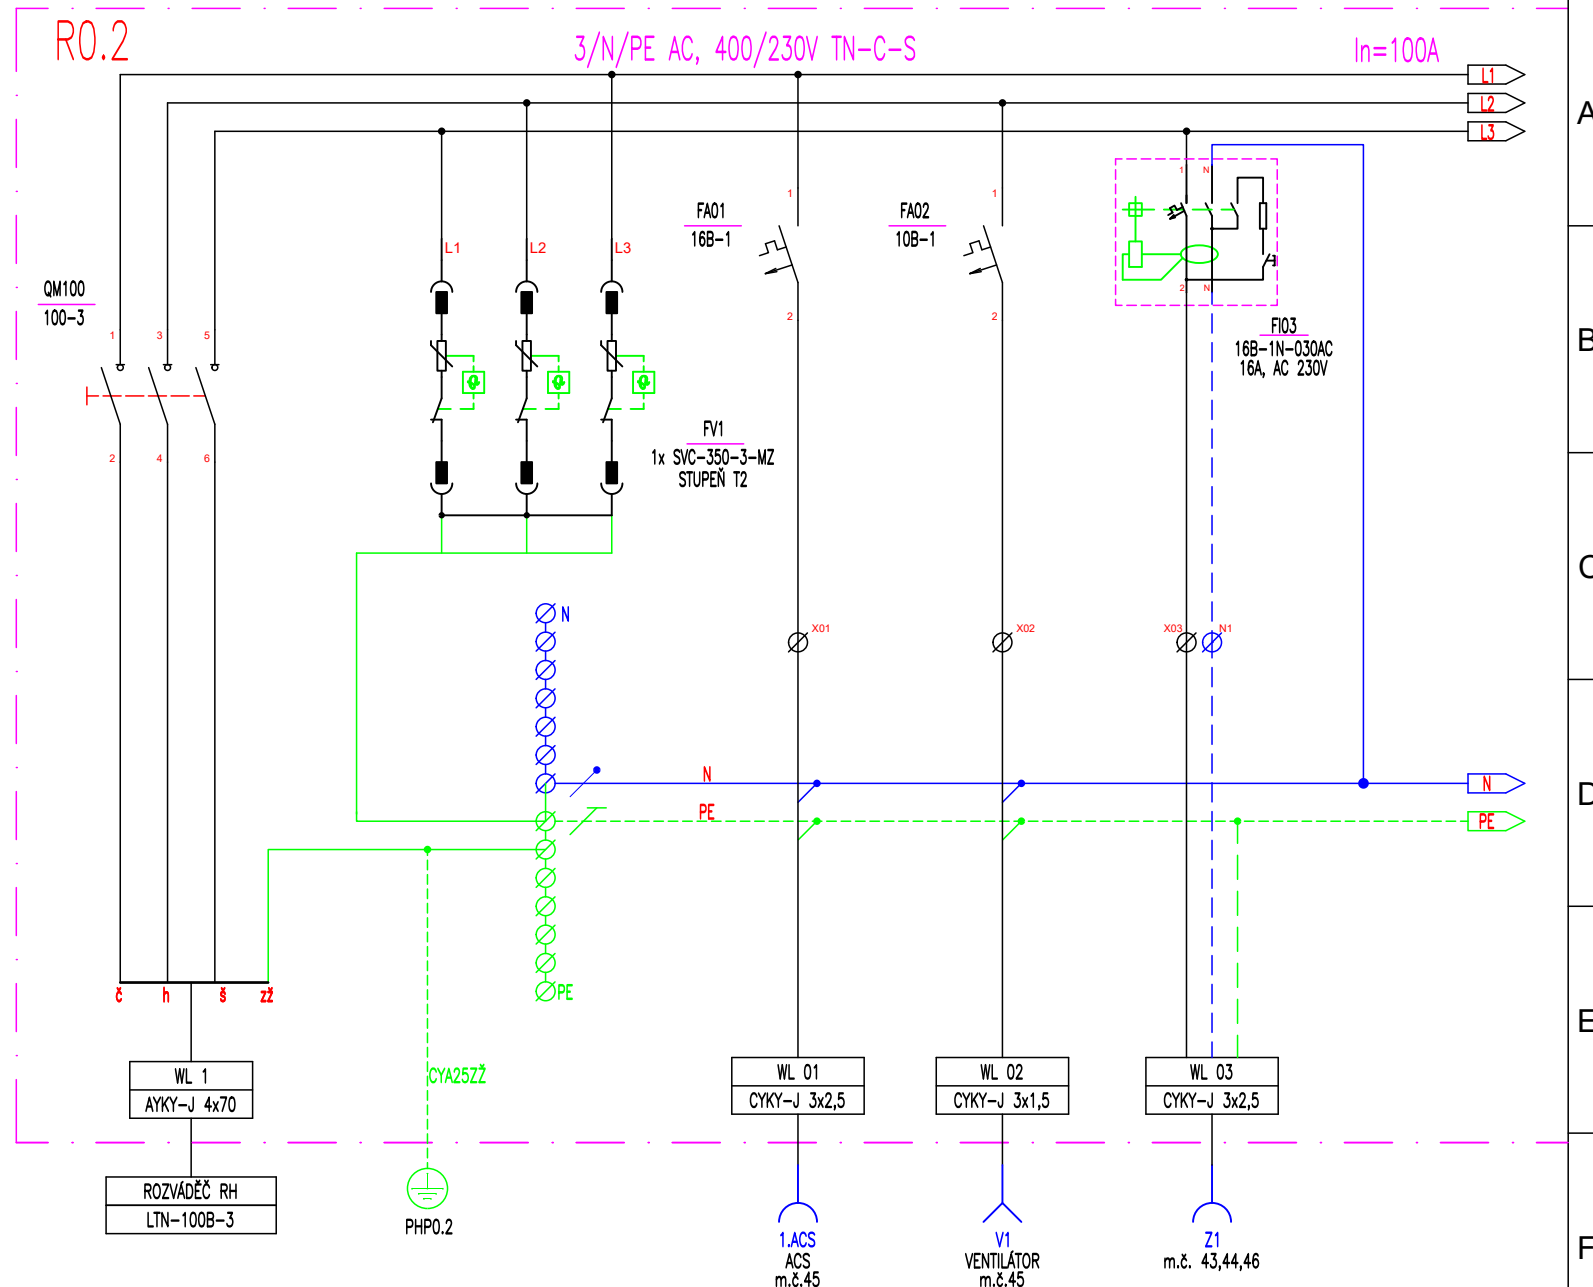 R0.2
3/N/PE AC, 400/230V TN-C-S
In=100A
L1
L2
L3
A
B
C
D
E
F
QM100
100-3
1 3 5
2 4 6
L1 L2 L3
FV1
1x SVC-350-3-MZ
STUPEŇ T2
FA01
16B-1
1
2
FA02
10B-1
1
2
1 N
2 N
FI03
16B-1N-030AC
16A, AC 230V
N
X01
X02
X03
N1
N
N
PE
PE
PE
č h š zž
WL 1
AYKY-J 4x70
ROZVÁDĚČ RH
LTN-100B-3
CYA25ZŽ
PHP0.2
WL 01
CYKY-J 3x2,5
1.ACS
ACS
m.č.45
WL 02
CYKY-J 3x1,5
V1
VENTILÁTOR
m.č.45
WL 03
CYKY-J 3x2,5
Z1
m.č. 43,44,46